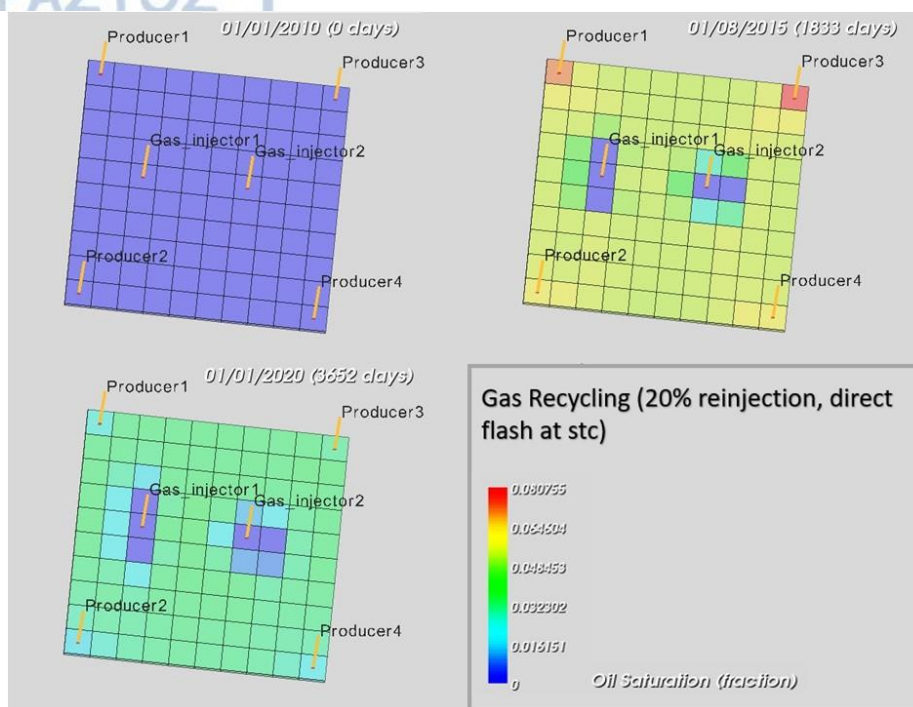 01/01/2010 (0 days)
Producer1
Producer3
Gas_injector1
Gas_injector2
Producer2
Producer4
01/08/2015 (1833 days)
Producer1
Producer3
Gas_injector1
Gas_injector2
Producer2
Producer4
01/01/2020 (3652 days)
Producer1
Producer3
Gas_injector1
Gas_injector2
Producer2
Producer4
Gas Recycling (20% reinjection, direct
flash at stc)
0.080755
0.064604
0.048453
0.032302
0.016151
0
Oil Saturation (fraction)